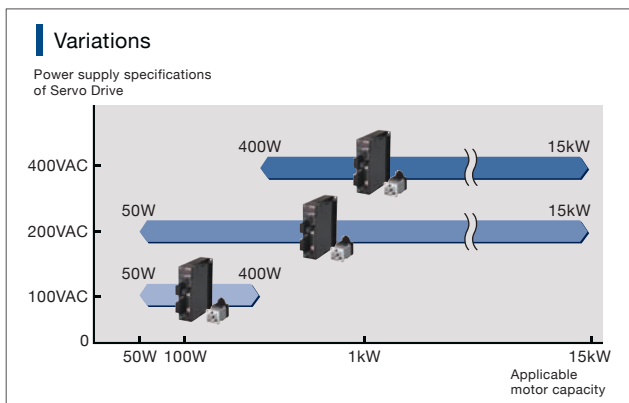 Variations
Power supply specifications
of Servo Drive
400W 15kW
400VAC
50W 15kW
200VAC
50W 400W
100VAC
0
50W 100W 1kW 15kW
Applicable
motor capacity